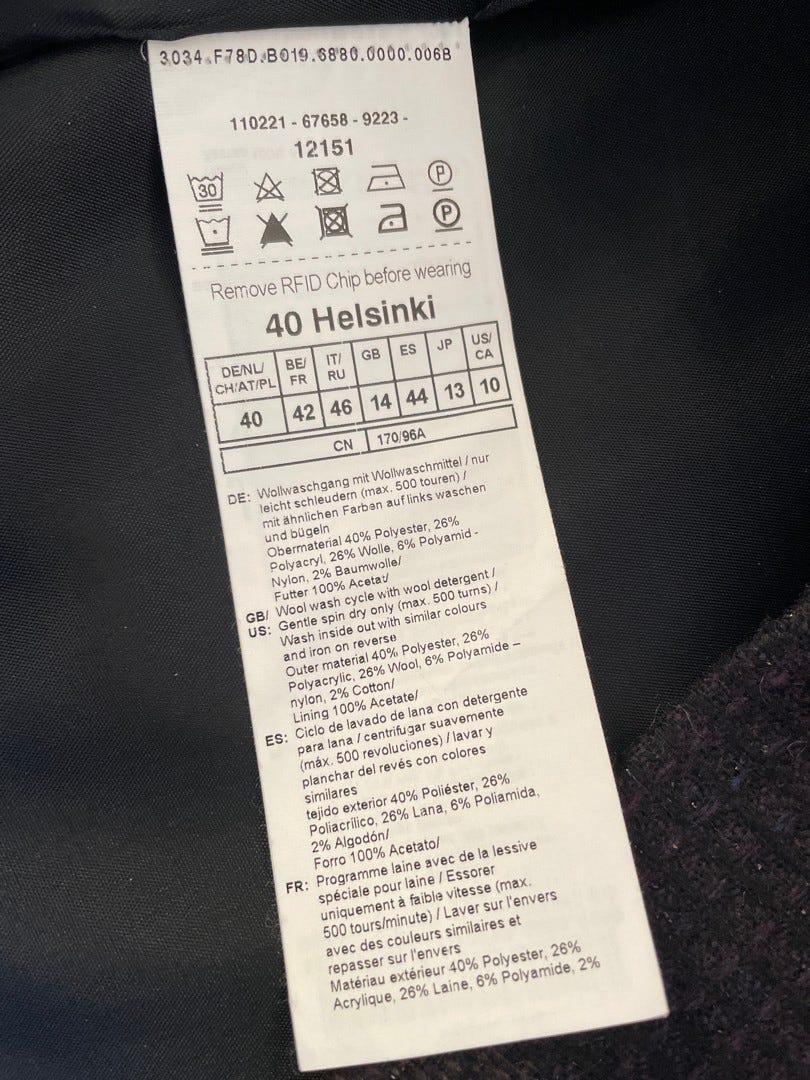 3034.F78D.B019.6880.0000.006B
110221 - 67658 - 9223 -
12151
30 P
P
Remove RFID Chip before wearing
40 Helsinki
DE/NL/ CH/AT/PL BE/ FR IT/ RU GB ES JP US/ CA
40 42 46 14 44 13 10
CN 170/96A
DE: Wollwaschgang mit Wollwaschmittel / nur
leicht schleudern (max. 500 touren) /
mit ähnlichen Farben auf links waschen
und bügeln
Obermaterial 40% Polyester, 26%
Polyacryl, 26% Wolle, 6% Polyamid -
Nylon, 2% Baumwolle/
Futter 100% Acetat/
GB/ US: Wool wash cycle with wool detergent /
Gentle spin dry only (max. 500 turns) /
Wash inside out with similar colours
and iron on reverse
Outer material 40% Polyester, 26%
Polyacrylic, 26% Wool, 6% Polyamide –
nylon, 2% Cotton/
Lining 100% Acetate/
ES: Ciclo de lavado de lana con detergente
para lana / centrifugar suavemente
(máx. 500 revoluciones) / lavar y
planchar del revés con colores
similares
tejido exterior 40% Poliéster, 26%
Poliacrílico, 26% Lana, 6% Poliamida,
2% Algodón/
Forro 100% Acetato/
FR: Programme laine avec de la lessive
spéciale pour laine / Essorer
uniquement à faible vitesse (max.
500 tours/minute) / Laver sur l'envers
avec des couleurs similaires et
repasser sur l'envers
Matériau extérieur 40% Polyester, 26%
Acrylique, 26% Laine, 6% Polyamide, 2%